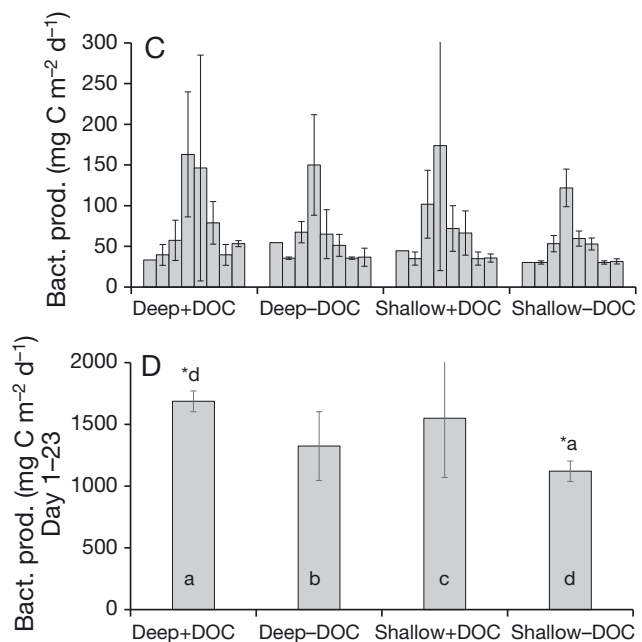 C
Bact. prod. (mg C m⁻² d⁻¹)
300
250
200
150
100
50
0
Deep+DOC Deep–DOC Shallow+DOC Shallow–DOC
D
Bact. prod. (mg C m⁻² d⁻¹)
Day 1–23
2000
1500
1000
500
0
*d
*a
a b c d
Deep+DOC Deep–DOC Shallow+DOC Shallow–DOC